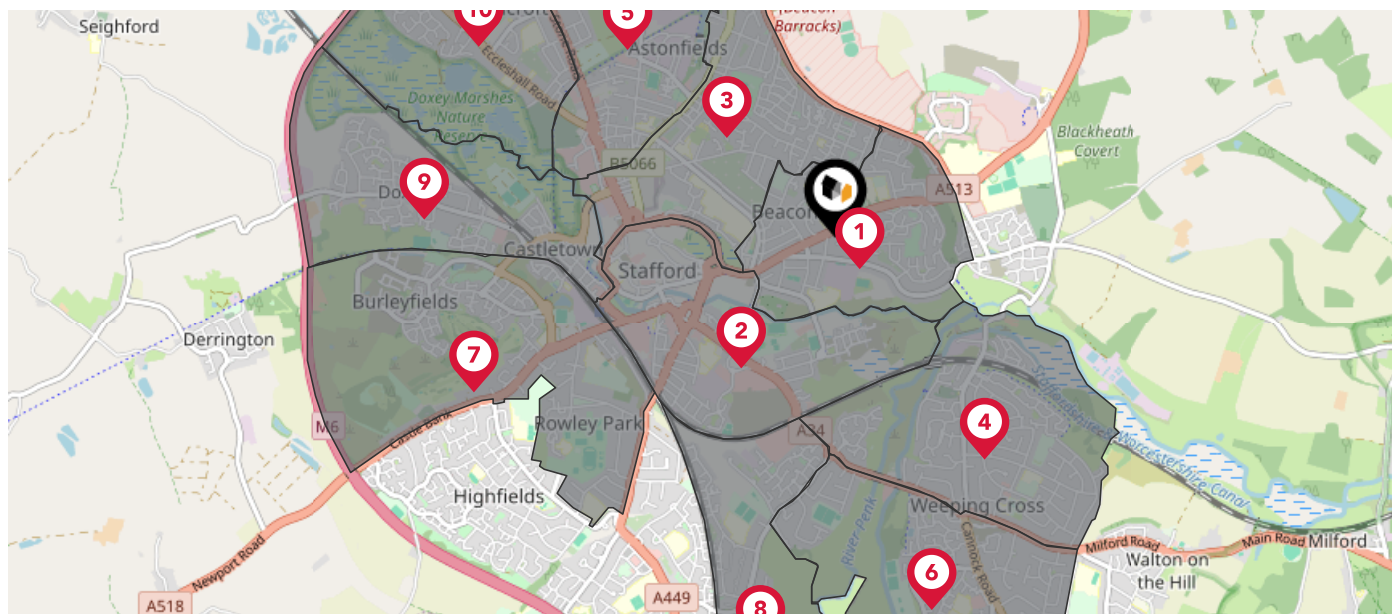 Seighford
10
5
(Beacon
Barracks)
Astonfields
Eccleshall Road
Doxey Marshes
Nature
3
Blackheath
Covert
B5066
9
A513
1
Castletown
Stafford
Burleyfields
Derrington
2
7
M6
Castle Bank
Rowley Park
A34
4
Staffordshire & Worcestershire Canal
Highfields
Weeping Cross
River Penk
Cannock Road
Milford Road
Main Road
Milford
Walton on
the Hill
Newport Road
6
A518
A449
8